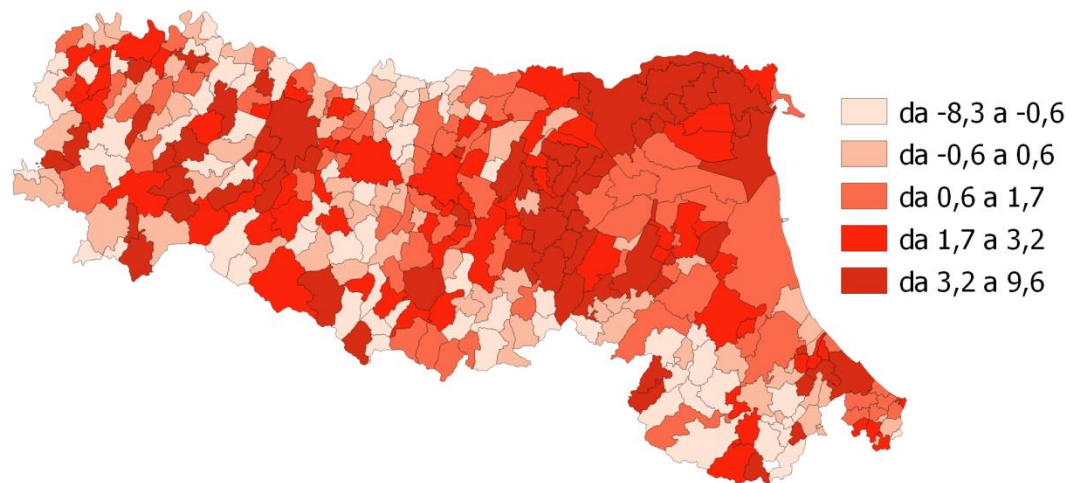 da -8,3 a -0,6
da -0,6 a 0,6
da 0,6 a 1,7
da 1,7 a 3,2
da 3,2 a 9,6